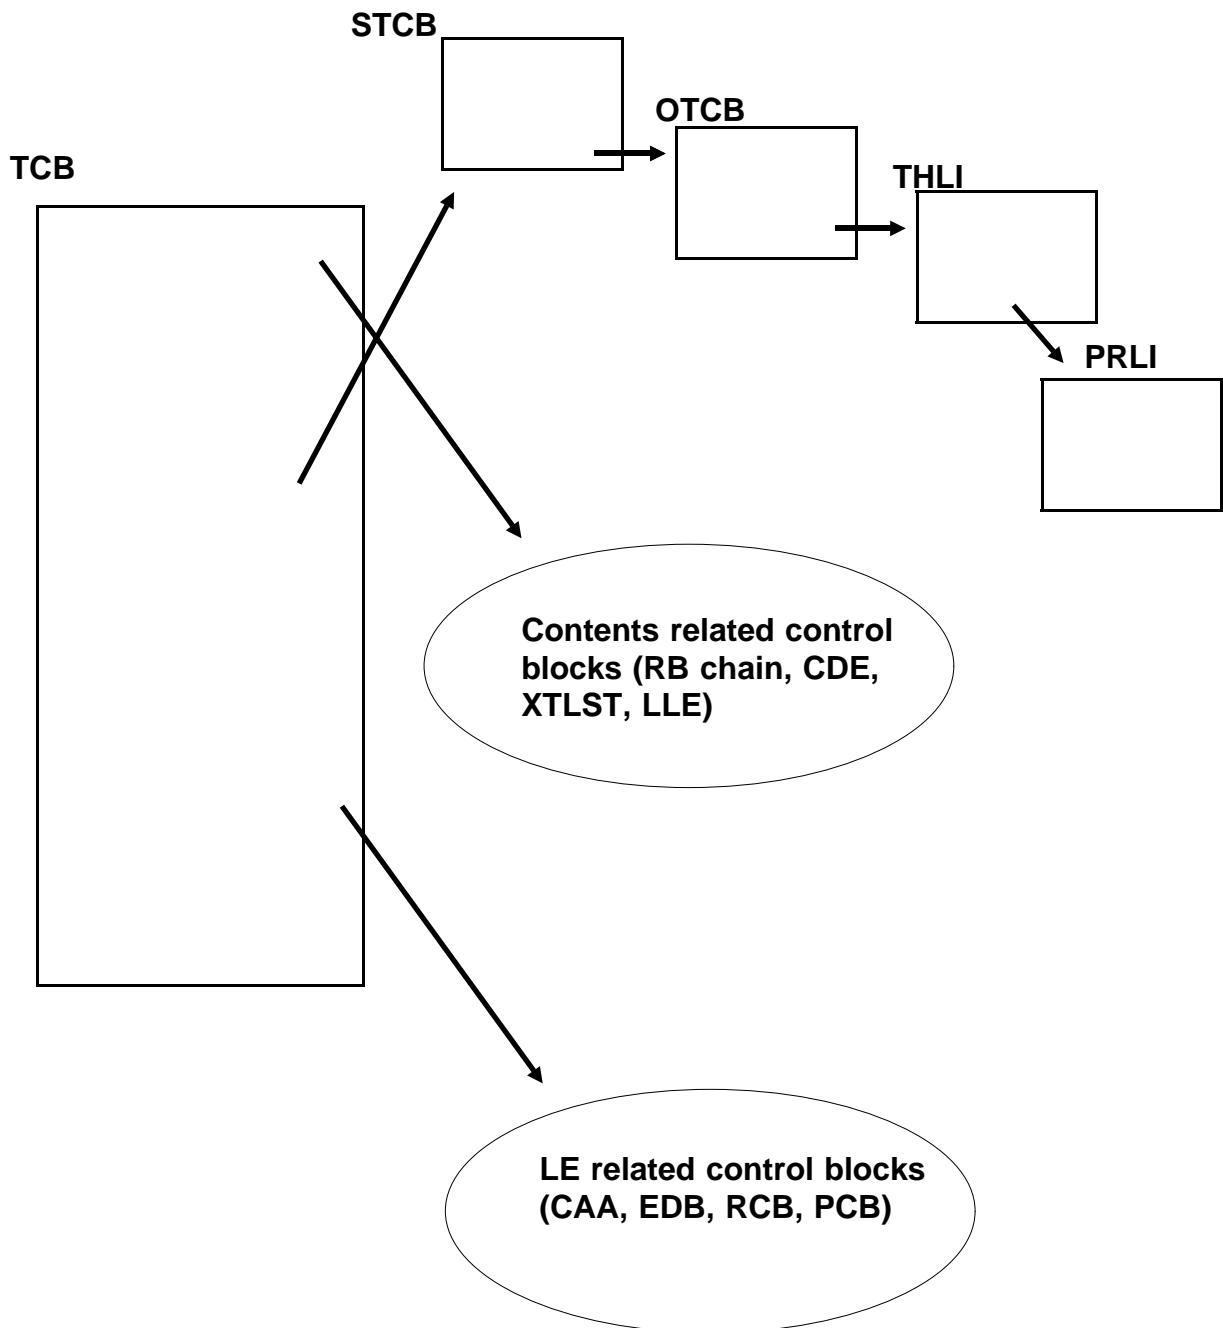 STCB
OTCB
TCB
THLI
PRLI
Contents related control
blocks (RB chain, CDE,
XTLST, LLE)
LE related control blocks
(CAA, EDB, RCB, PCB)